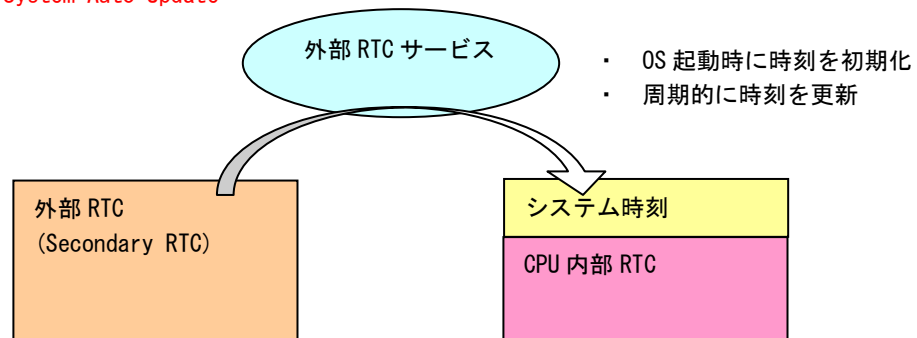 System Auto Update
外部 RTC サービス
・ OS 起動時に時刻を初期化
・ 周期的に時刻を更新
外部 RTC
(Secondary RTC)
システム時刻
CPU 内部 RTC